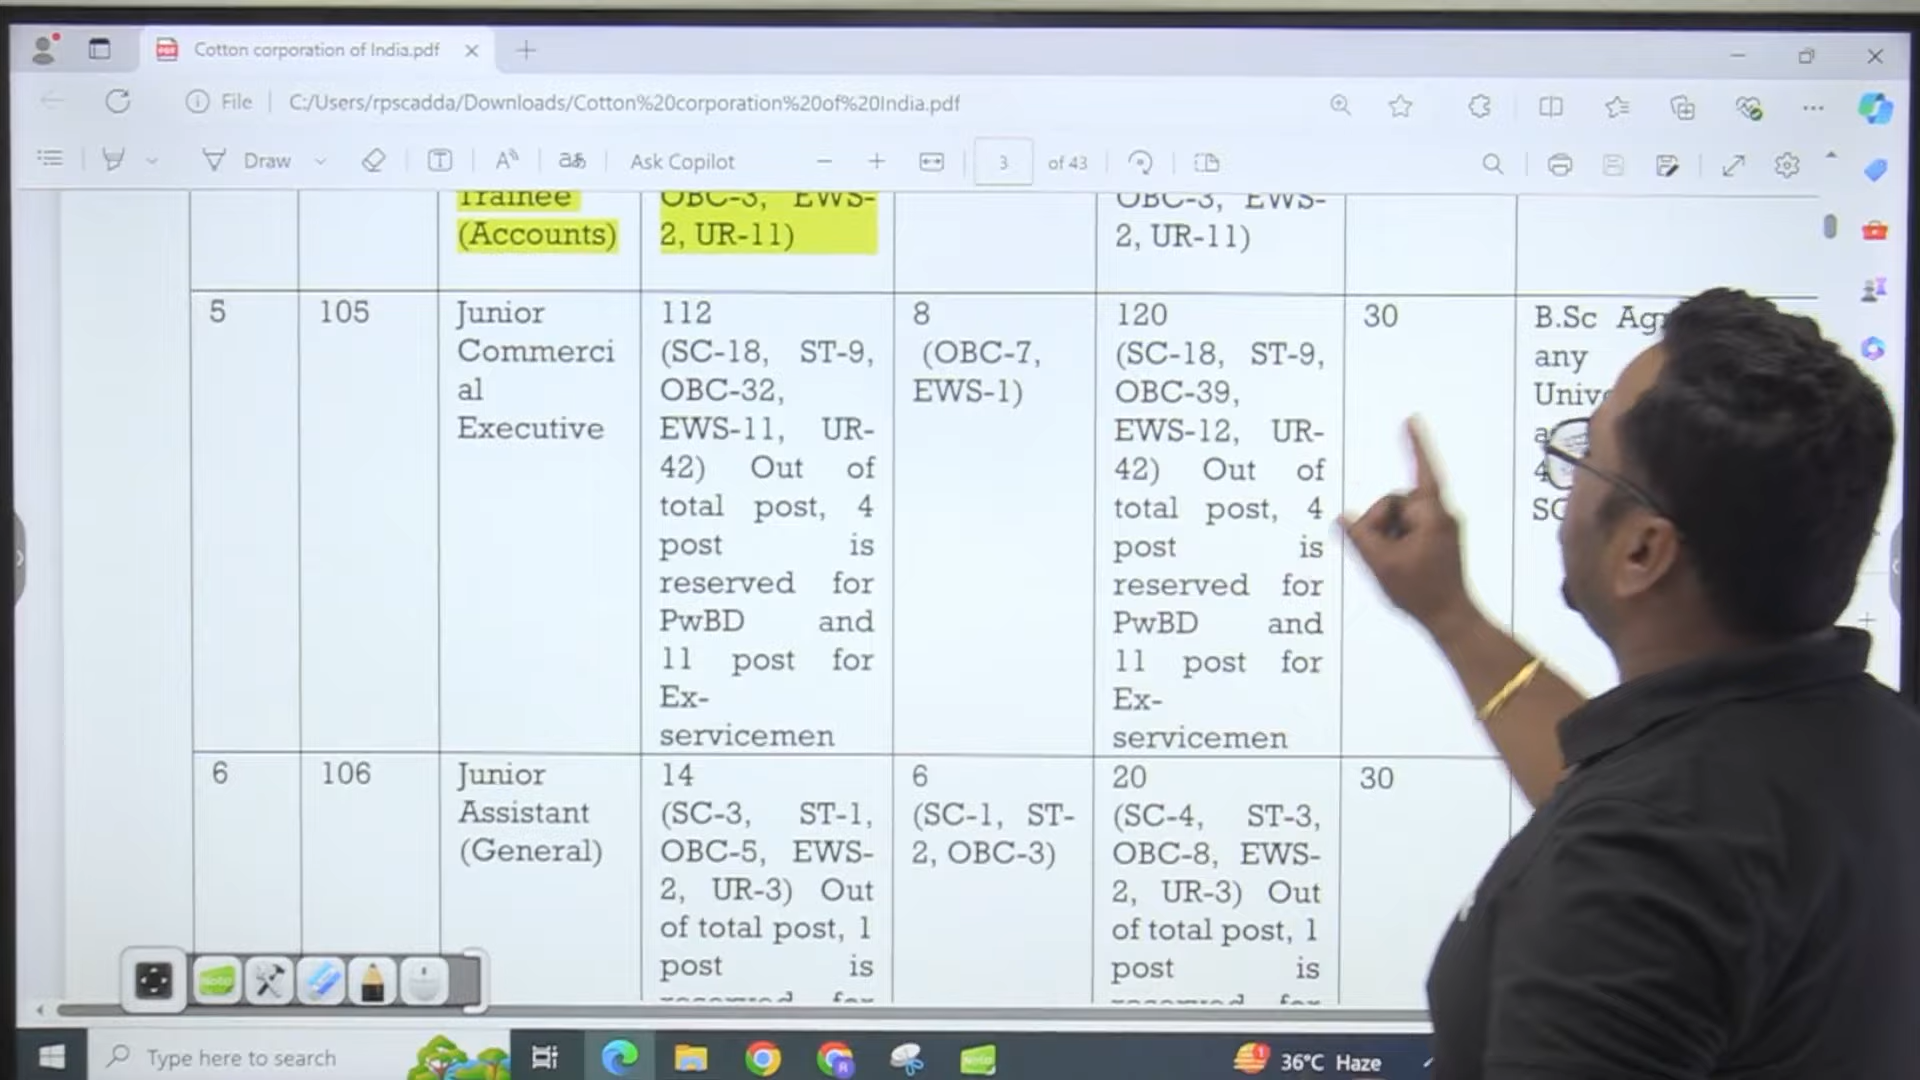 Cotton corporation of India.pdf
File
C:/Users/rpscadda/Downloads/Cotton%20corporation%20of%20India.pdf
Draw
Ask Copilot
3 of 43
Trainee
(Accounts)
OBC-3, EWS-
2, UR-11)
OBC-3, EWS-
2, UR-11)
5
105
Junior
Commerci
al
Executive
112
(SC-18, ST-9,
OBC-32,
EWS-11, UR-
42) Out of
total post, 4
post is
reserved for
PwBD and
11 post for
Ex-
servicemen
8
(OBC-7,
EWS-1)
120
(SC-18, ST-9,
OBC-39,
EWS-12, UR-
42) Out of
total post, 4
post is
reserved for
PwBD and
11 post for
Ex-
servicemen
30
B.Sc
any
6
106
Junior
Assistant
(General)
14
(SC-3, ST-1,
OBC-5, EWS-
2, UR-3) Out
of total post, 1
post is
6
(SC-1, ST-
2, OBC-3)
20
(SC-4, ST-3,
OBC-8, EWS-
2, UR-3) Out
of total post, 1
post is
30
Type here to search
36°C Haze